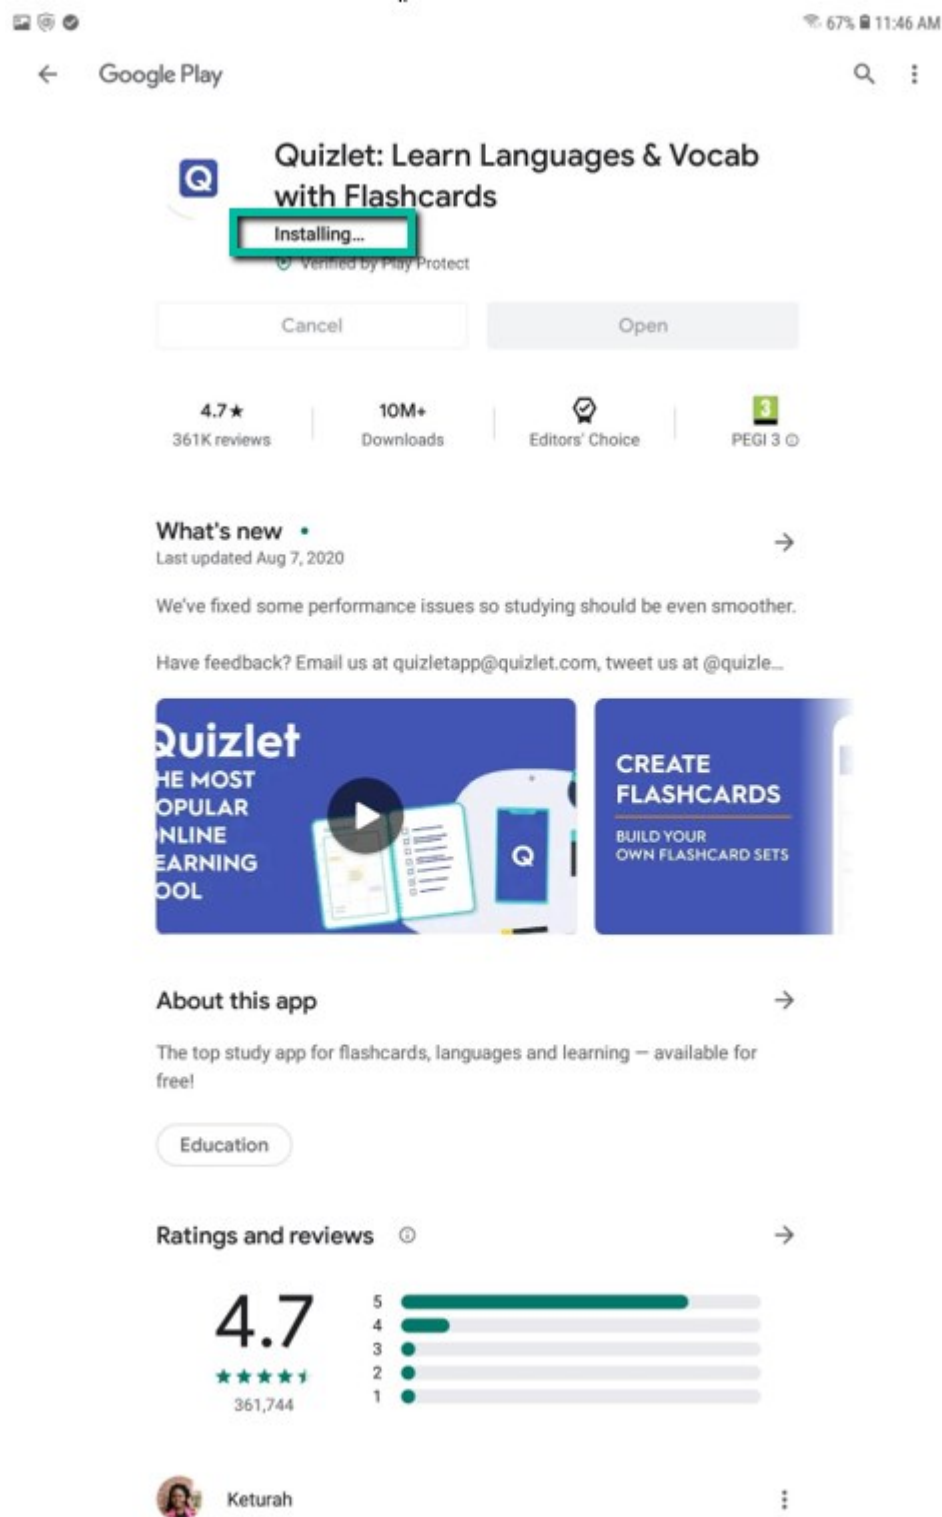 67% 11:46 AM
Google Play
Q
Quizlet: Learn Languages & Vocab
with Flashcards
Installing...
Verified by Play Protect
Cancel
Open
4.7★
361K reviews
10M+
Downloads
Editors' Choice
3
PEGI 3
What's new •
Last updated Aug 7, 2020
We've fixed some performance issues so studying should be even smoother.
Have feedback? Email us at quizletapp@quizlet.com, tweet us at @quizle...
Quizlet
HE MOST
OPULAR
NLINE
EARNING
OOL
Q
CREATE
FLASHCARDS
BUILD YOUR
OWN FLASHCARD SETS
About this app
The top study app for flashcards, languages and learning — available for
free!
Education
Ratings and reviews
4.7
361,744
5
4
3
2
1
Keturah